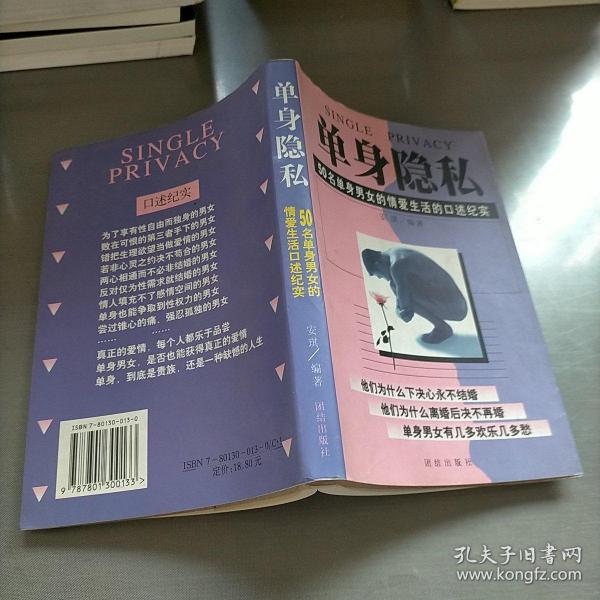 SINGLE
PRIVACY
口述纪实
为了享有性自由而独身的男女
败在可恨的第三者手下的男女
错把生理欲望当做爱情的男女
若非心灵之约决不苟合的男女
两心相通而不必非结婚的男女
反对仅为性需求就结婚的男女
情人填充不了感情空间的男女
单身也能争取到性权力的男女
尝过锥心的痛,强忍孤独的男女
……
……
真正的爱情,每个人都乐于品尝
单身男女,是否也能获得真正的爱情
单身,到底是贵族,还是一种缺憾的人生
ISBN 7-80130-013-0
9 787801 300133>
ISBN 7-80130-013-0/C·1
定价:18.80元
单身隐私
50名单身男女的
情爱生活口述纪实
安琪/编著
团结出版社
SINGLE PRIVACY
单身隐私
50名单身男女的情爱生活的口述纪实
安琪/编著
他们为什么下决心永不结婚
他们为什么离婚后决不再婚
单身男女有几多欢乐几多愁
团结出版社
孔夫子旧书网
www.kongfz.com